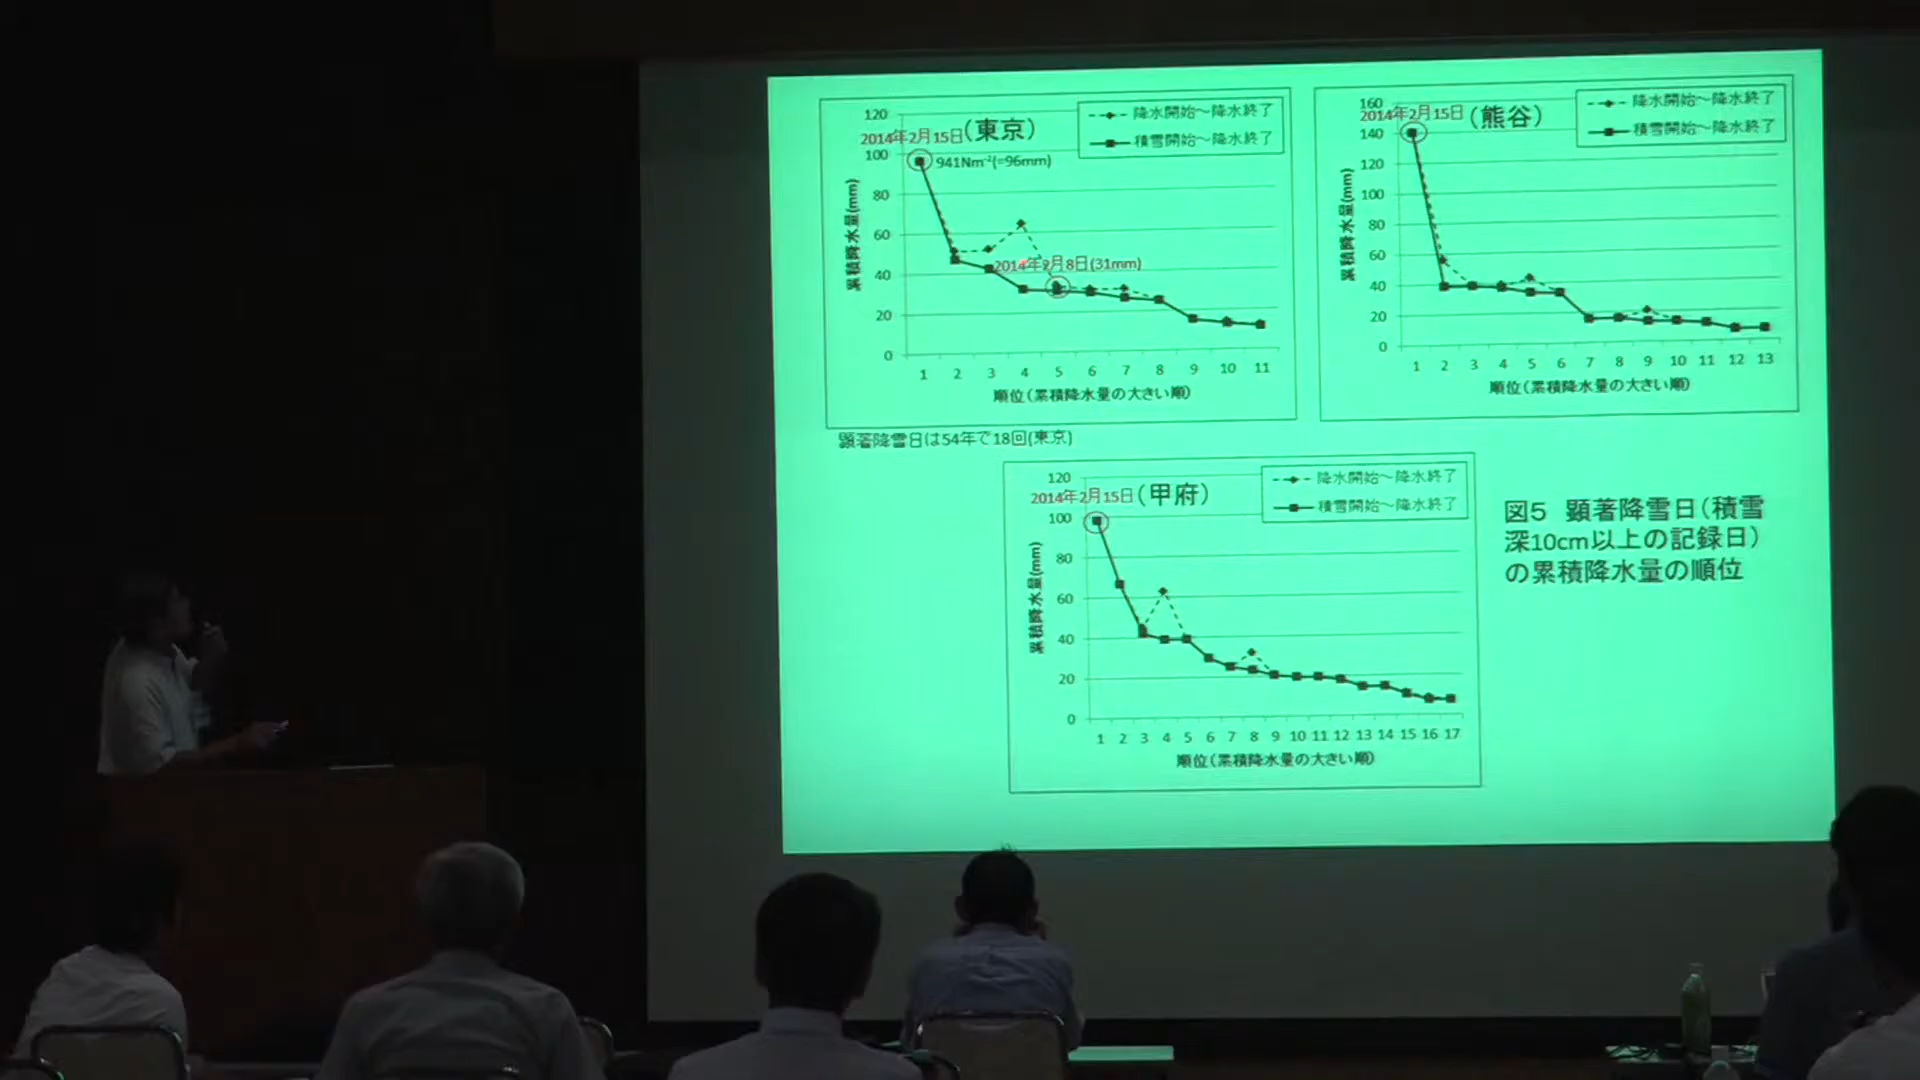 120
2014年2月15日(東京)
降水開始～降水終了
積雪開始～降水終了
100
941Nm⁻²(=96mm)
80
60
2014年2月8日(31mm)
40
20
0
累積降水量(mm)
1 2 3 4 5 6 7 8 9 10 11
順位(累積降水量の大きい順)
160
2014年2月15日(熊谷)
降水開始～降水終了
積雪開始～降水終了
140
120
100
80
60
40
20
0
累積降水量(mm)
1 2 3 4 5 6 7 8 9 10 11 12 13
順位(累積降水量の大きい順)
顕著降雪日は54年で18回(東京)
120
2014年2月15日(甲府)
降水開始～降水終了
積雪開始～降水終了
100
80
60
40
20
0
累積降水量(mm)
1 2 3 4 5 6 7 8 9 10 11 12 13 14 15 16 17
順位(累積降水量の大きい順)
図5 顕著降雪日(積雪
深10cm以上の記録日)
の累積降水量の順位